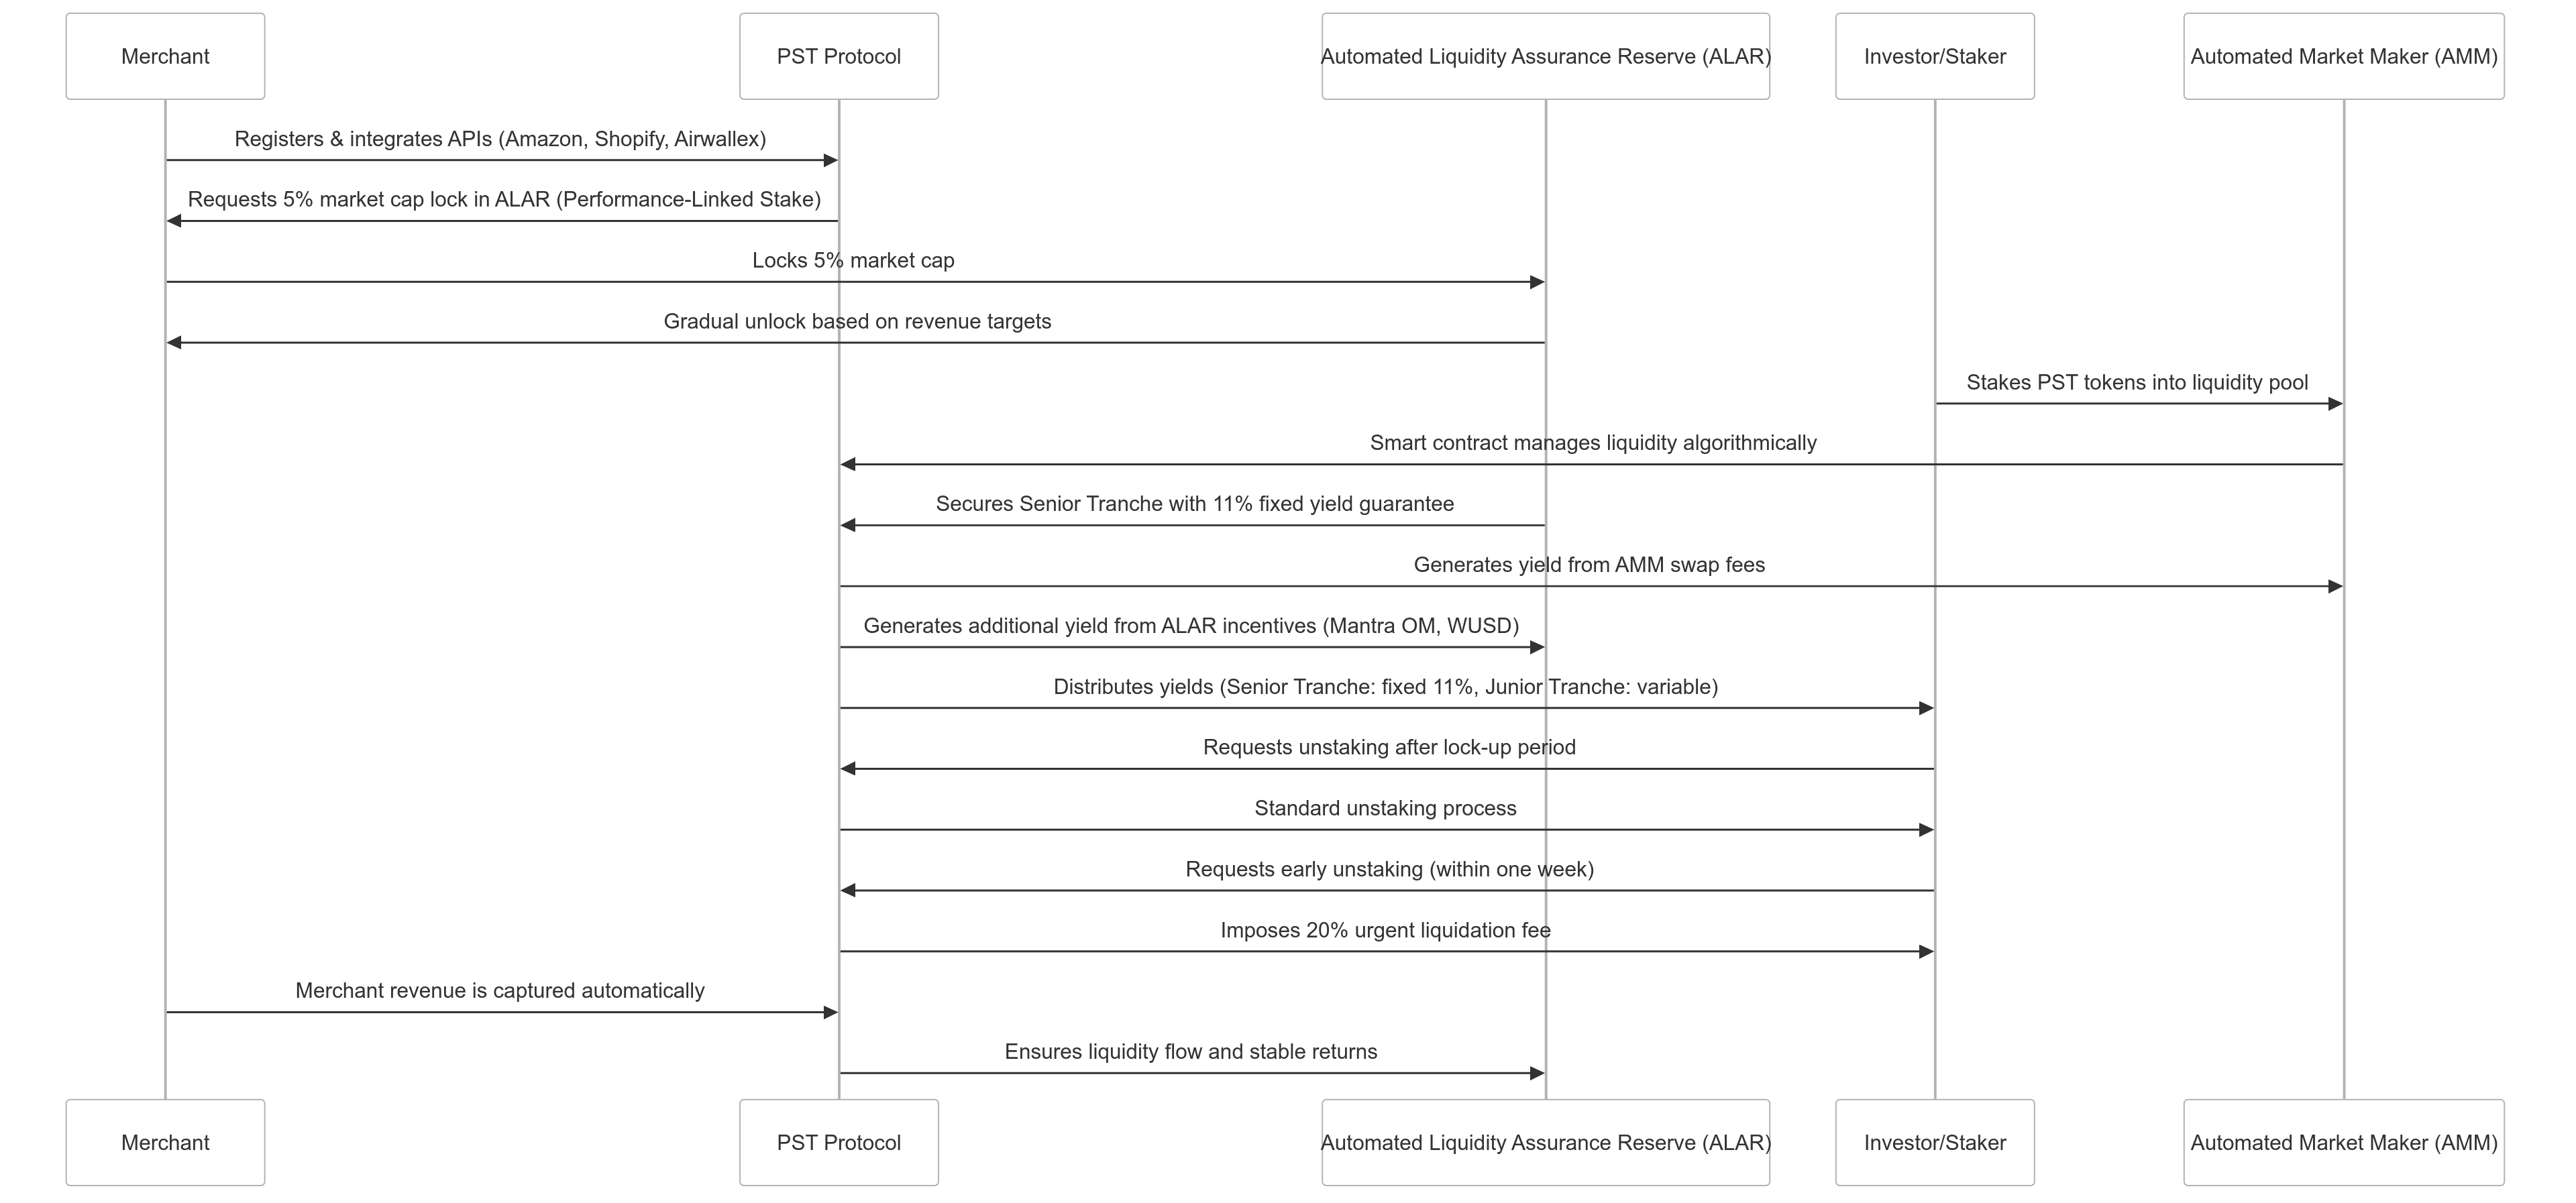 Merchant
PST Protocol
Automated Liquidity Assurance Reserve (ALAR)
Investor/Staker
Automated Market Maker (AMM)
Registers & integrates APIs (Amazon, Shopify, Airwallex)
Requests 5% market cap lock in ALAR (Performance-Linked Stake)
Locks 5% market cap
Gradual unlock based on revenue targets
Stakes PST tokens into liquidity pool
Smart contract manages liquidity algorithmically
Secures Senior Tranche with 11% fixed yield guarantee
Generates yield from AMM swap fees
Generates additional yield from ALAR incentives (Mantra OM, WUSD)
Distributes yields (Senior Tranche: fixed 11%, Junior Tranche: variable)
Requests unstaking after lock-up period
Standard unstaking process
Requests early unstaking (within one week)
Imposes 20% urgent liquidation fee
Merchant revenue is captured automatically
Ensures liquidity flow and stable returns
Merchant
PST Protocol
Automated Liquidity Assurance Reserve (ALAR)
Investor/Staker
Automated Market Maker (AMM)